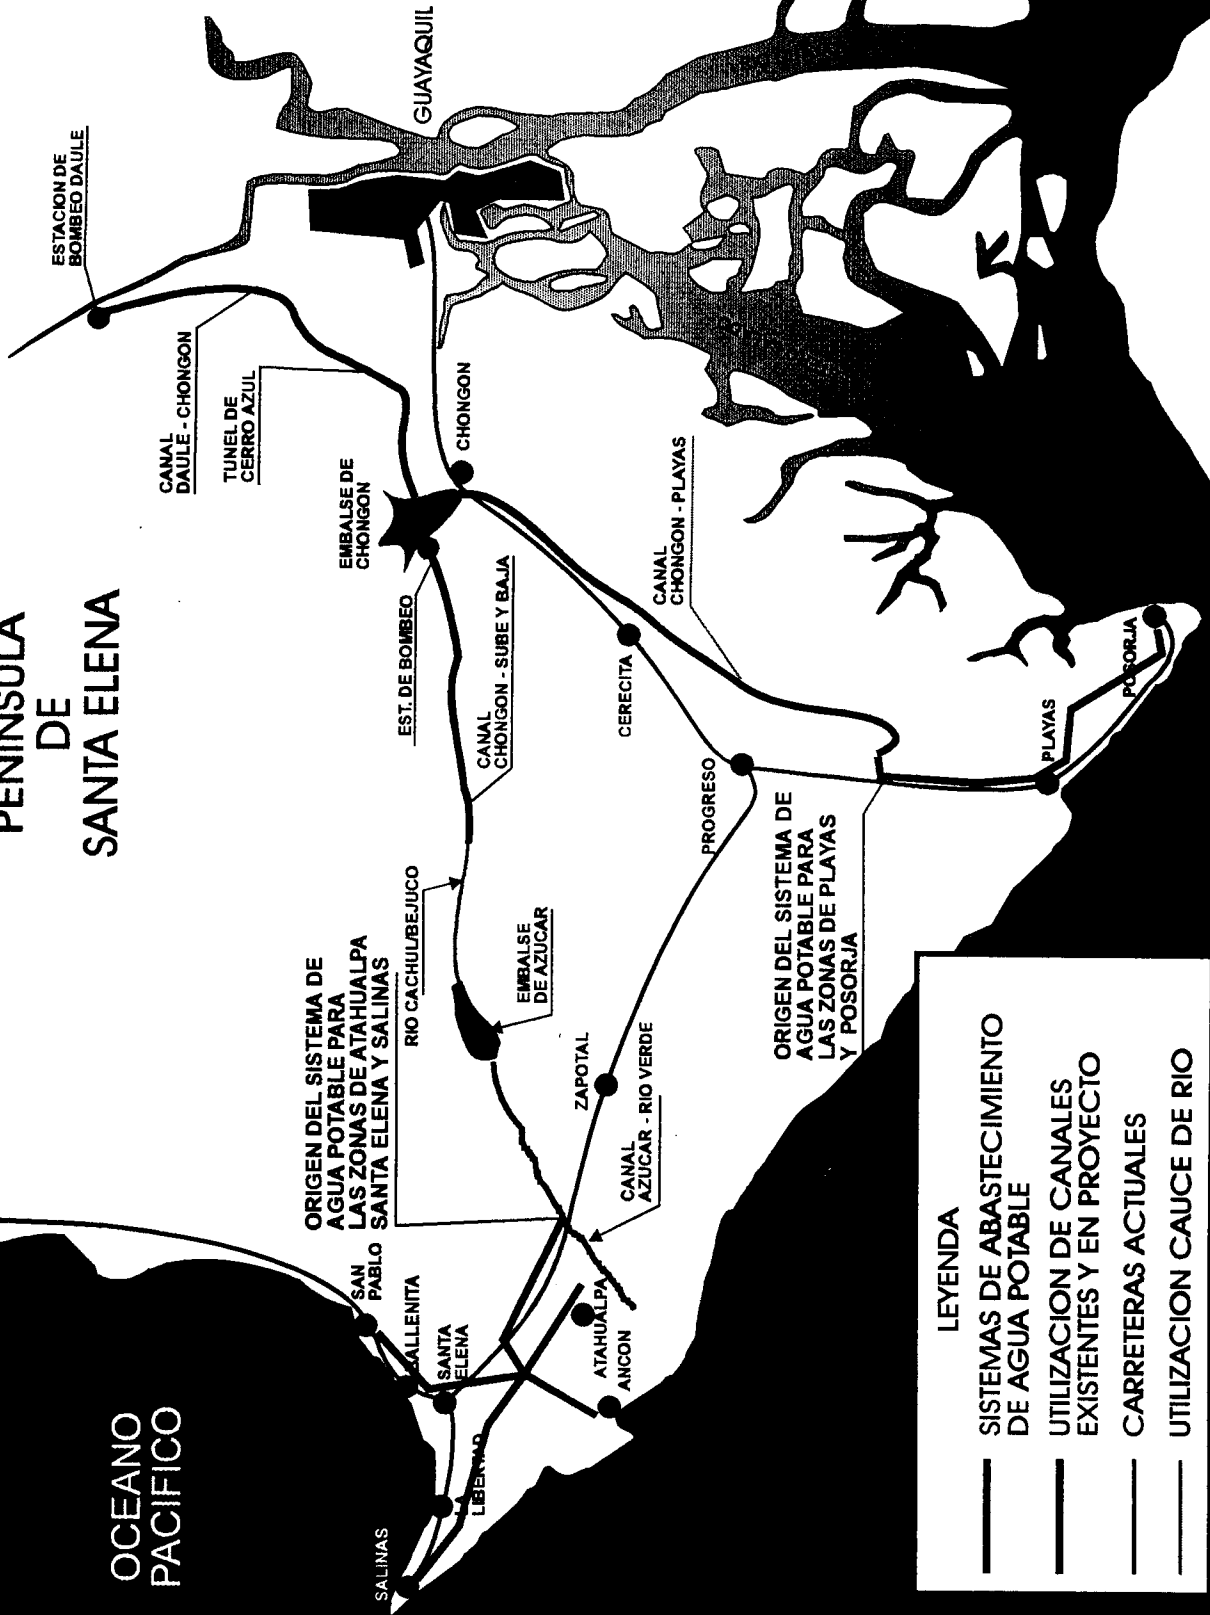 PENINSULA
DE
SANTA ELENA
OCEANO
PACIFICO
GUAYAQUIL
ESTACION DE
BOMBEO DAULE
CANAL
DAULE - CHONGON
TUNEL DE
CERRO AZUL
EMBALSE DE
CHONGON
CHONGON
EST. DE BOMBEO
CANAL
CHONGON - SUBE Y BAJA
CANAL
CHONGON - PLAYAS
CERECITA
PROGRESO
PLAYAS
POSORJA
RIO CACHUL/BEJUCO
EMBALSE
DE AZUCAR
ORIGEN DEL SISTEMA DE
AGUA POTABLE PARA
LAS ZONAS DE ATAHUALPA
SANTA ELENA Y SALINAS
ORIGEN DEL SISTEMA DE
AGUA POTABLE PARA
LAS ZONAS DE PLAYAS
Y POSORJA
ZAPOTAL
CANAL
AZUCAR - RIO VERDE
SAN
PABLO
BALLENITA
SANTA
ELENA
ATAHUALPA
ANCON
LA
LIBERTAD
SALINAS
LEYENDA
SISTEMAS DE ABASTECIMIENTO
DE AGUA POTABLE
UTILIZACION DE CANALES
EXISTENTES Y EN PROYECTO
CARRETERAS ACTUALES
UTILIZACION CAUCE DE RIO